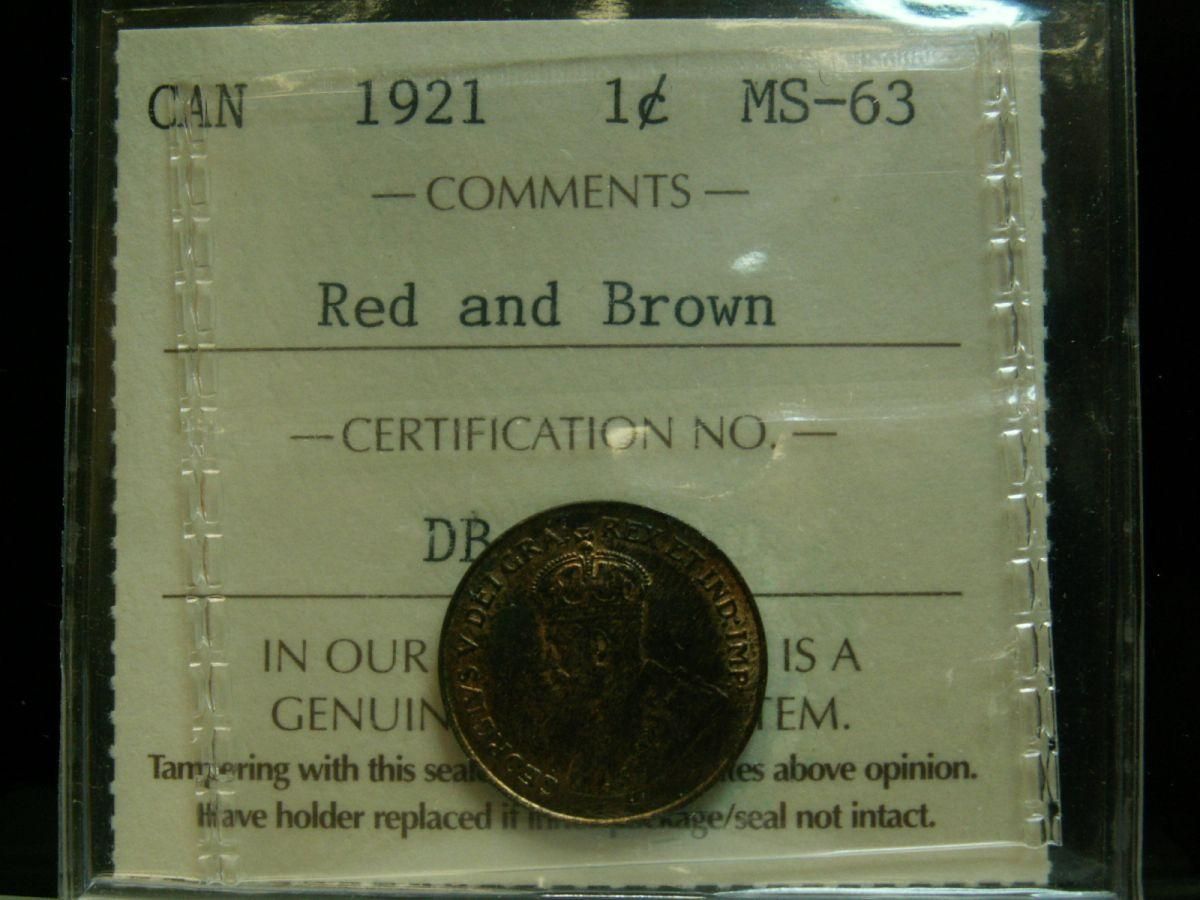 CAN 1921 1¢ MS-63
— COMMENTS —
Red and Brown
— CERTIFICATION NO. —
DB
GEORGIVS V DEI GRA: REX ET IND: IMP:
IN OUR IS A
GENUIN TEM.
Tampering with this seal tes above opinion.
Have holder replaced if inner package/seal not intact.